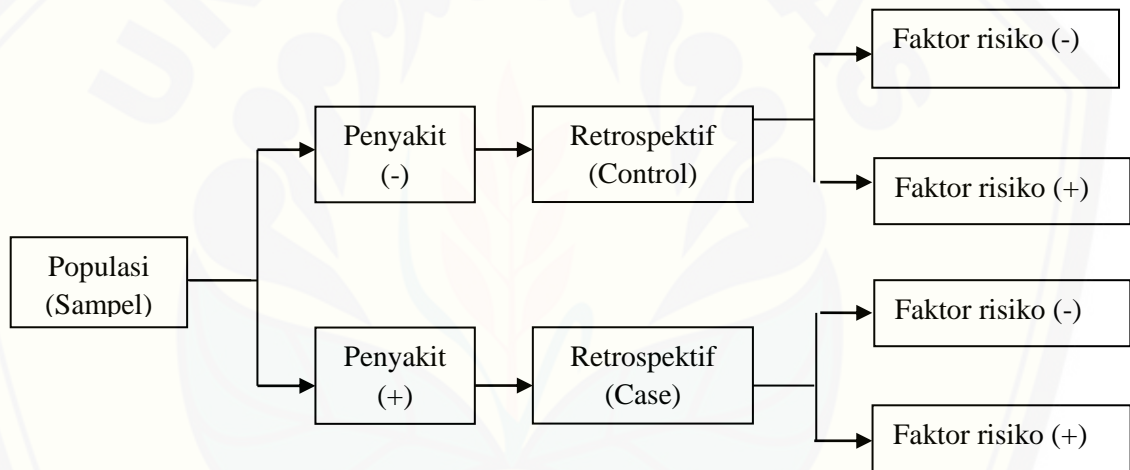 Faktor risiko (-)
Penyakit
(-)
Retrospektif
(Control)
Faktor risiko (+)
Populasi
(Sampel)
Faktor risiko (-)
Penyakit
(+)
Retrospektif
(Case)
Faktor risiko (+)